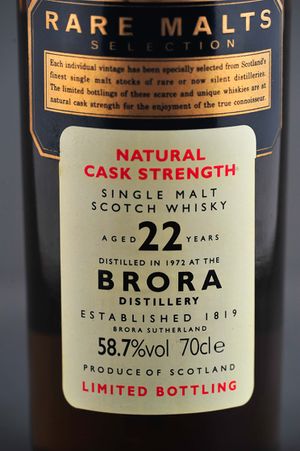 RARE MALTS
SELECTION
Each individual vintage has been specially selected from Scotland's
finest single malt stocks of rare or now silent distilleries.
The limited bottlings of these scarce and unique whiskies are at
natural cask strength for the enjoyment of the true connoisseur.
NATURAL
CASK STRENGTH
SINGLE MALT
SCOTCH WHISKY
AGED 22 YEARS
DISTILLED IN 1972 AT THE
BRORA
DISTILLERY
ESTABLISHED 1819
BRORA SUTHERLAND
58.7%vol 70cl e
PRODUCE OF SCOTLAND
LIMITED BOTTLING